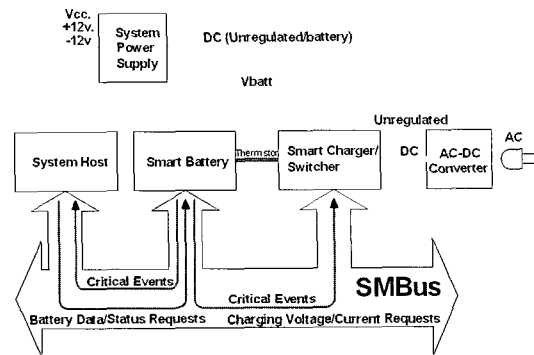 Vcc.
+12v.
-12v
System
Power
Supply
DC (Unregulated/battery)
Vbatt
Unregulated
System Host
Smart Battery
Thermistor
Smart Charger/
Switcher
DC
AC-DC
Converter
AC
Critical Events
SMBus
Critical Events
Battery Data/Status Requests
Charging Voltage/Current Requests